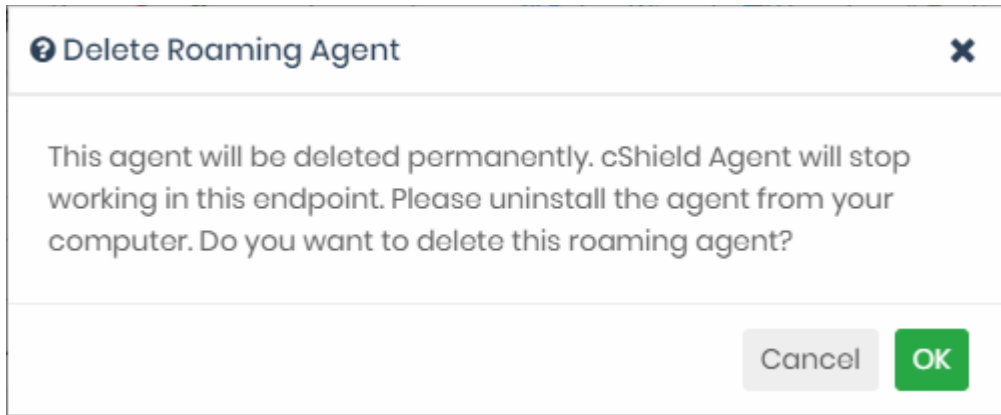 Delete Roaming Agent
This agent will be deleted permanently. cShield Agent will stop
working in this endpoint. Please uninstall the agent from your
computer. Do you want to delete this roaming agent?
Cancel OK